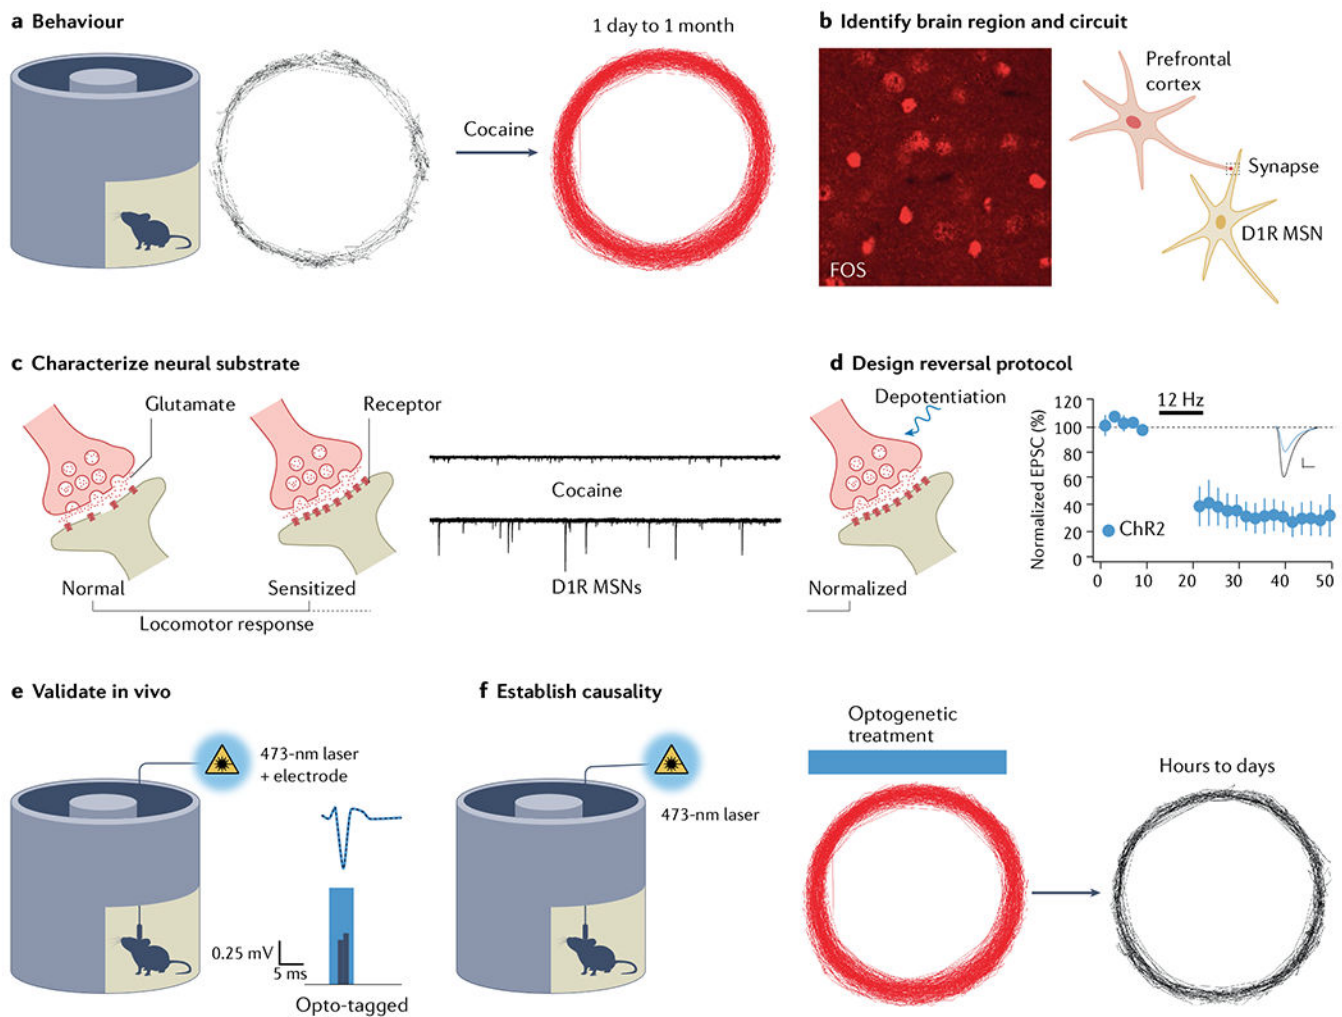 a Behaviour
1 day to 1 month
Cocaine
b Identify brain region and circuit
FOS
Prefrontal
cortex
Synapse
D1R MSN
c Characterize neural substrate
Glutamate
Receptor
Normal
Sensitized
Locomotor response
Cocaine
D1R MSNs
d Design reversal protocol
Depotentiation
Normalized
Normalized EPSC (%)
120
100
80
60
40
20
0
12 Hz
ChR2
0 10 20 30 40 50
e Validate in vivo
473-nm laser
+ electrode
0.25 mV
5 ms
Opto-tagged
f Establish causality
473-nm laser
Optogenetic
treatment
Hours to days